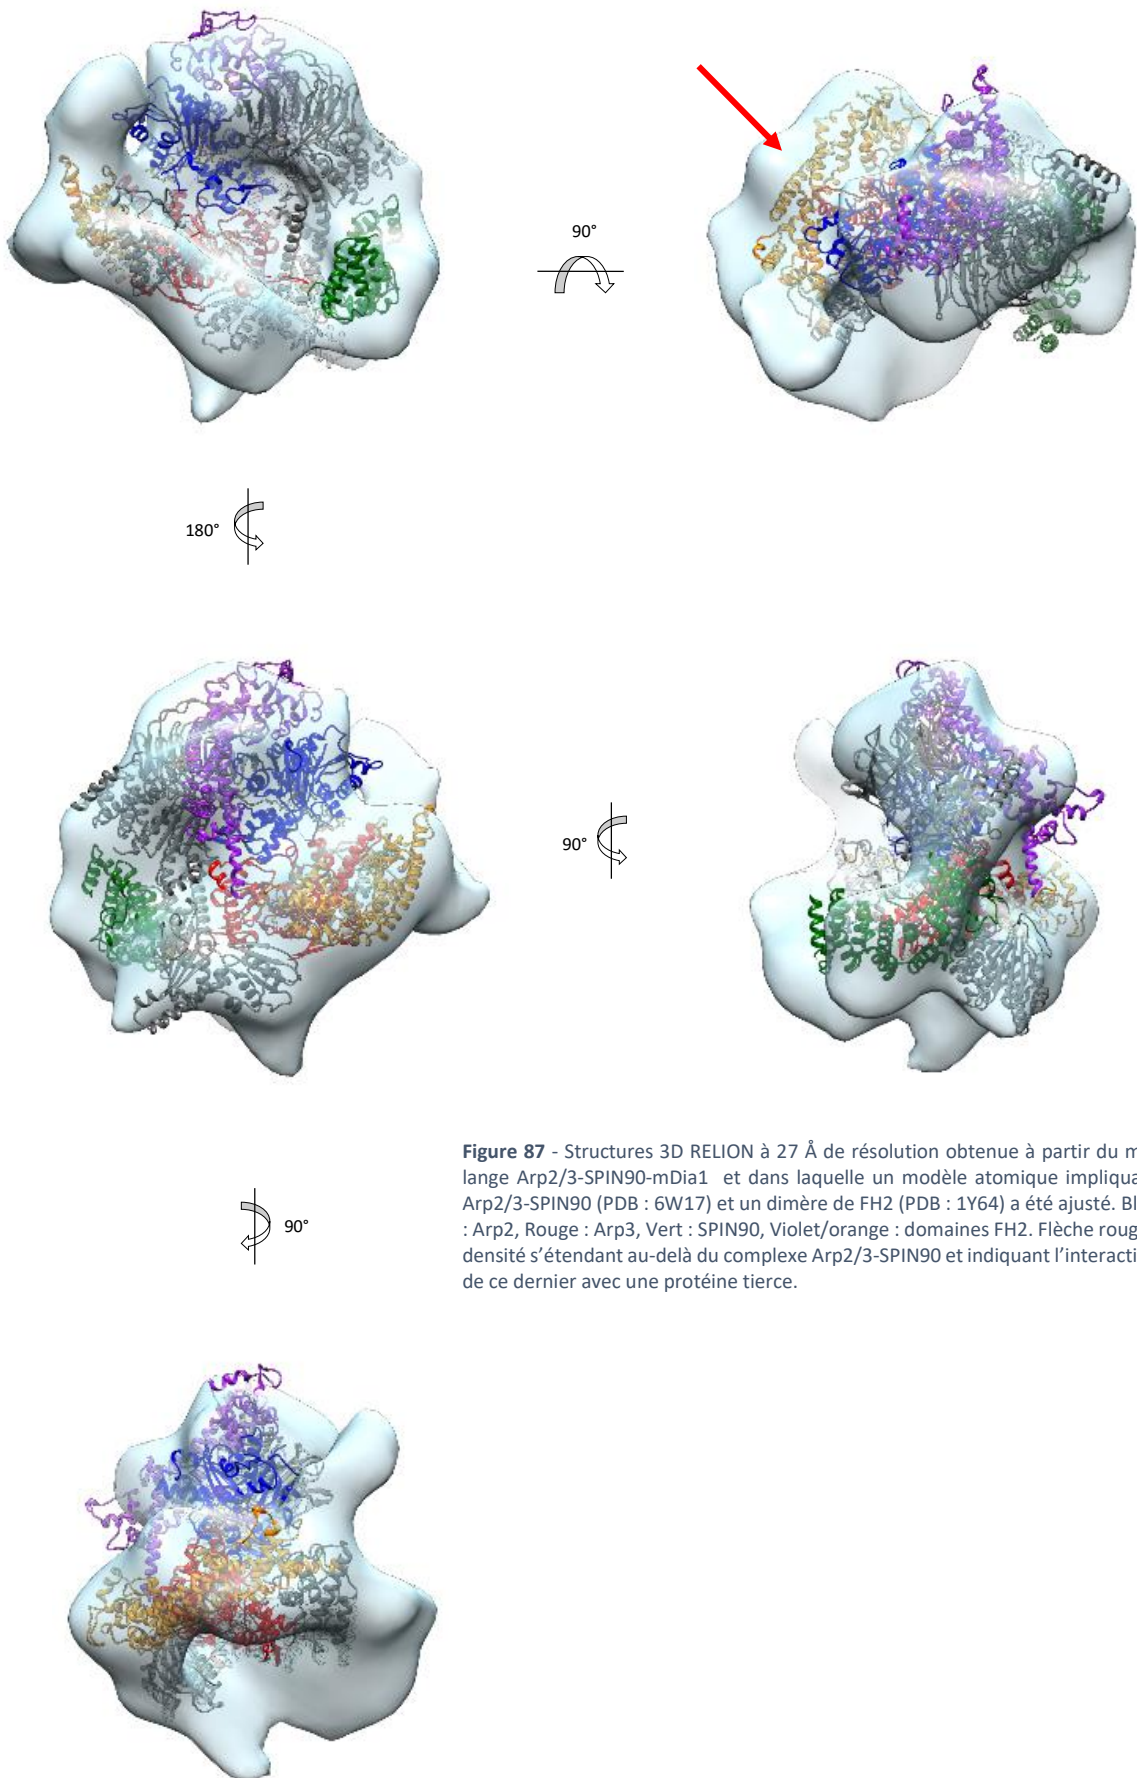 90°
180°
90°
Figure 87 - Structures 3D RELION à 27 Å de résolution obtenue à partir du m
lange Arp2/3-SPIN90-mDia1 et dans laquelle un modèle atomique impliqua
Arp2/3-SPIN90 (PDB : 6W17) et un dimère de FH2 (PDB : 1Y64) a été ajusté. Bl
: Arp2, Rouge : Arp3, Vert : SPIN90, Violet/orange : domaines FH2. Flèche roug
densité s’étendant au-delà du complexe Arp2/3-SPIN90 et indiquant l’interacti
de ce dernier avec une protéine tierce.
90°